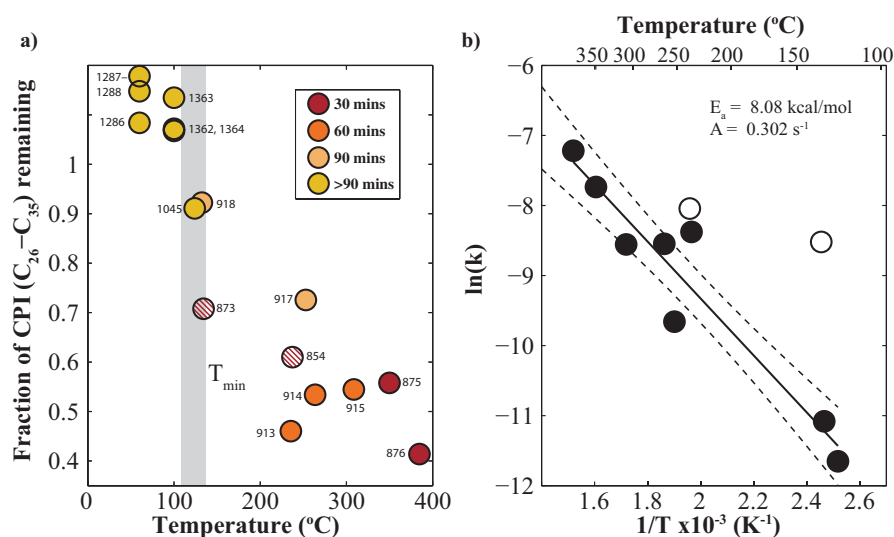 a)
Fraction of CPI (C26–C35) remaining
1
0.9
0.8
0.7
0.6
0.5
0.4
0 100 200 300 400
Temperature (ºC)
1287
1288
1286
1363
1362, 1364
1045
918
873
917
854
914
915
875
913
876
Tmin
30 mins
60 mins
90 mins
>90 mins
b)
Temperature (ºC)
350 300 250 200 150 100
ln(k)
−6
−7
−8
−9
−10
−11
−12
Ea = 8.08 kcal/mol
A = 0.302 s-1
1.6 1.8 2 2.2 2.4 2.6
1/T x10-3 (K-1)